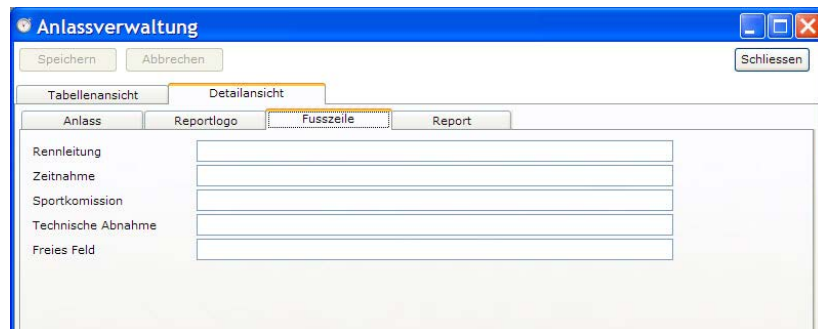 Anlassverwaltung
Speichern Abbrechen Schliessen
Tabellenansicht Detailansicht
Anlass Reportlogo Fusszeile Report
Rennleitung
Zeitnahme
Sportkomission
Technische Abnahme
Freies Feld